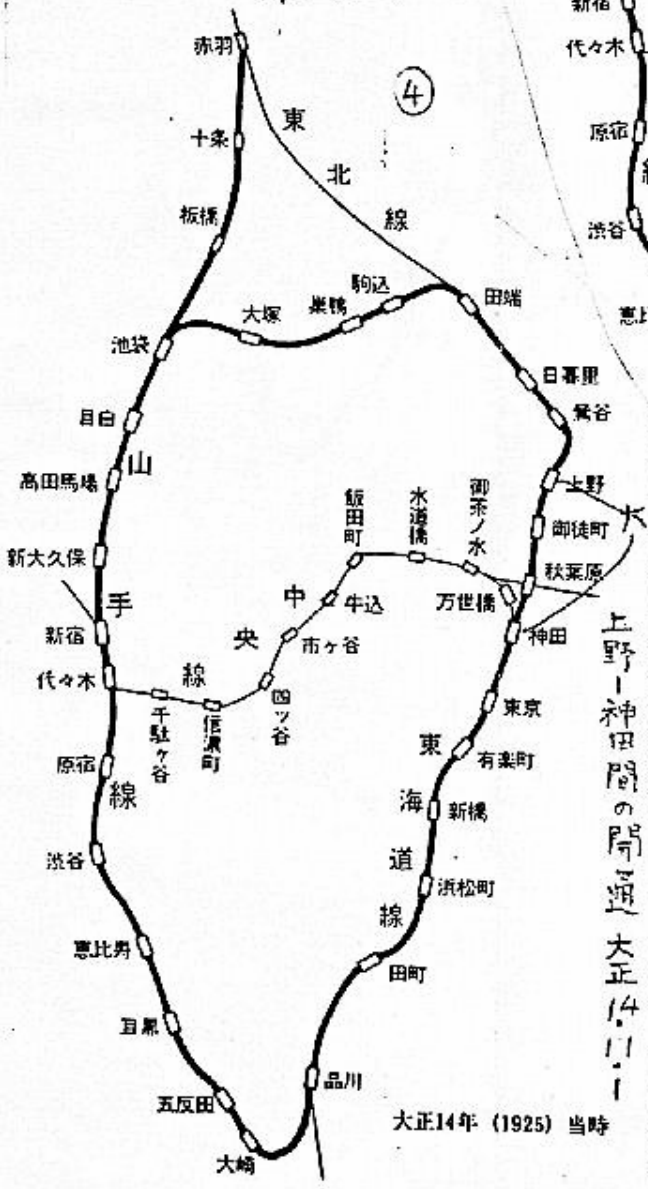 赤羽
④
東北線
十条
板橋
駒込
巣鴨
大塚
田端
池袋
日暮里
鶯谷
目白
山手線
高田馬場
上野
御徒町
新大久保
秋葉原
飯田町
水道橋
御茶ノ水
万世橋
神田
中央線
牛込
市ヶ谷
四ッ谷
信濃町
千駄ヶ谷
新宿
代々木
東京
有楽町
東海道線
原宿
新橋
渋谷
浜松町
恵比寿
田町
目黒
品川
五反田
大崎
上野ー神田間の開通 大正14.11.1
大正14年 (1925) 当時
新宿
代々木
原宿
渋谷